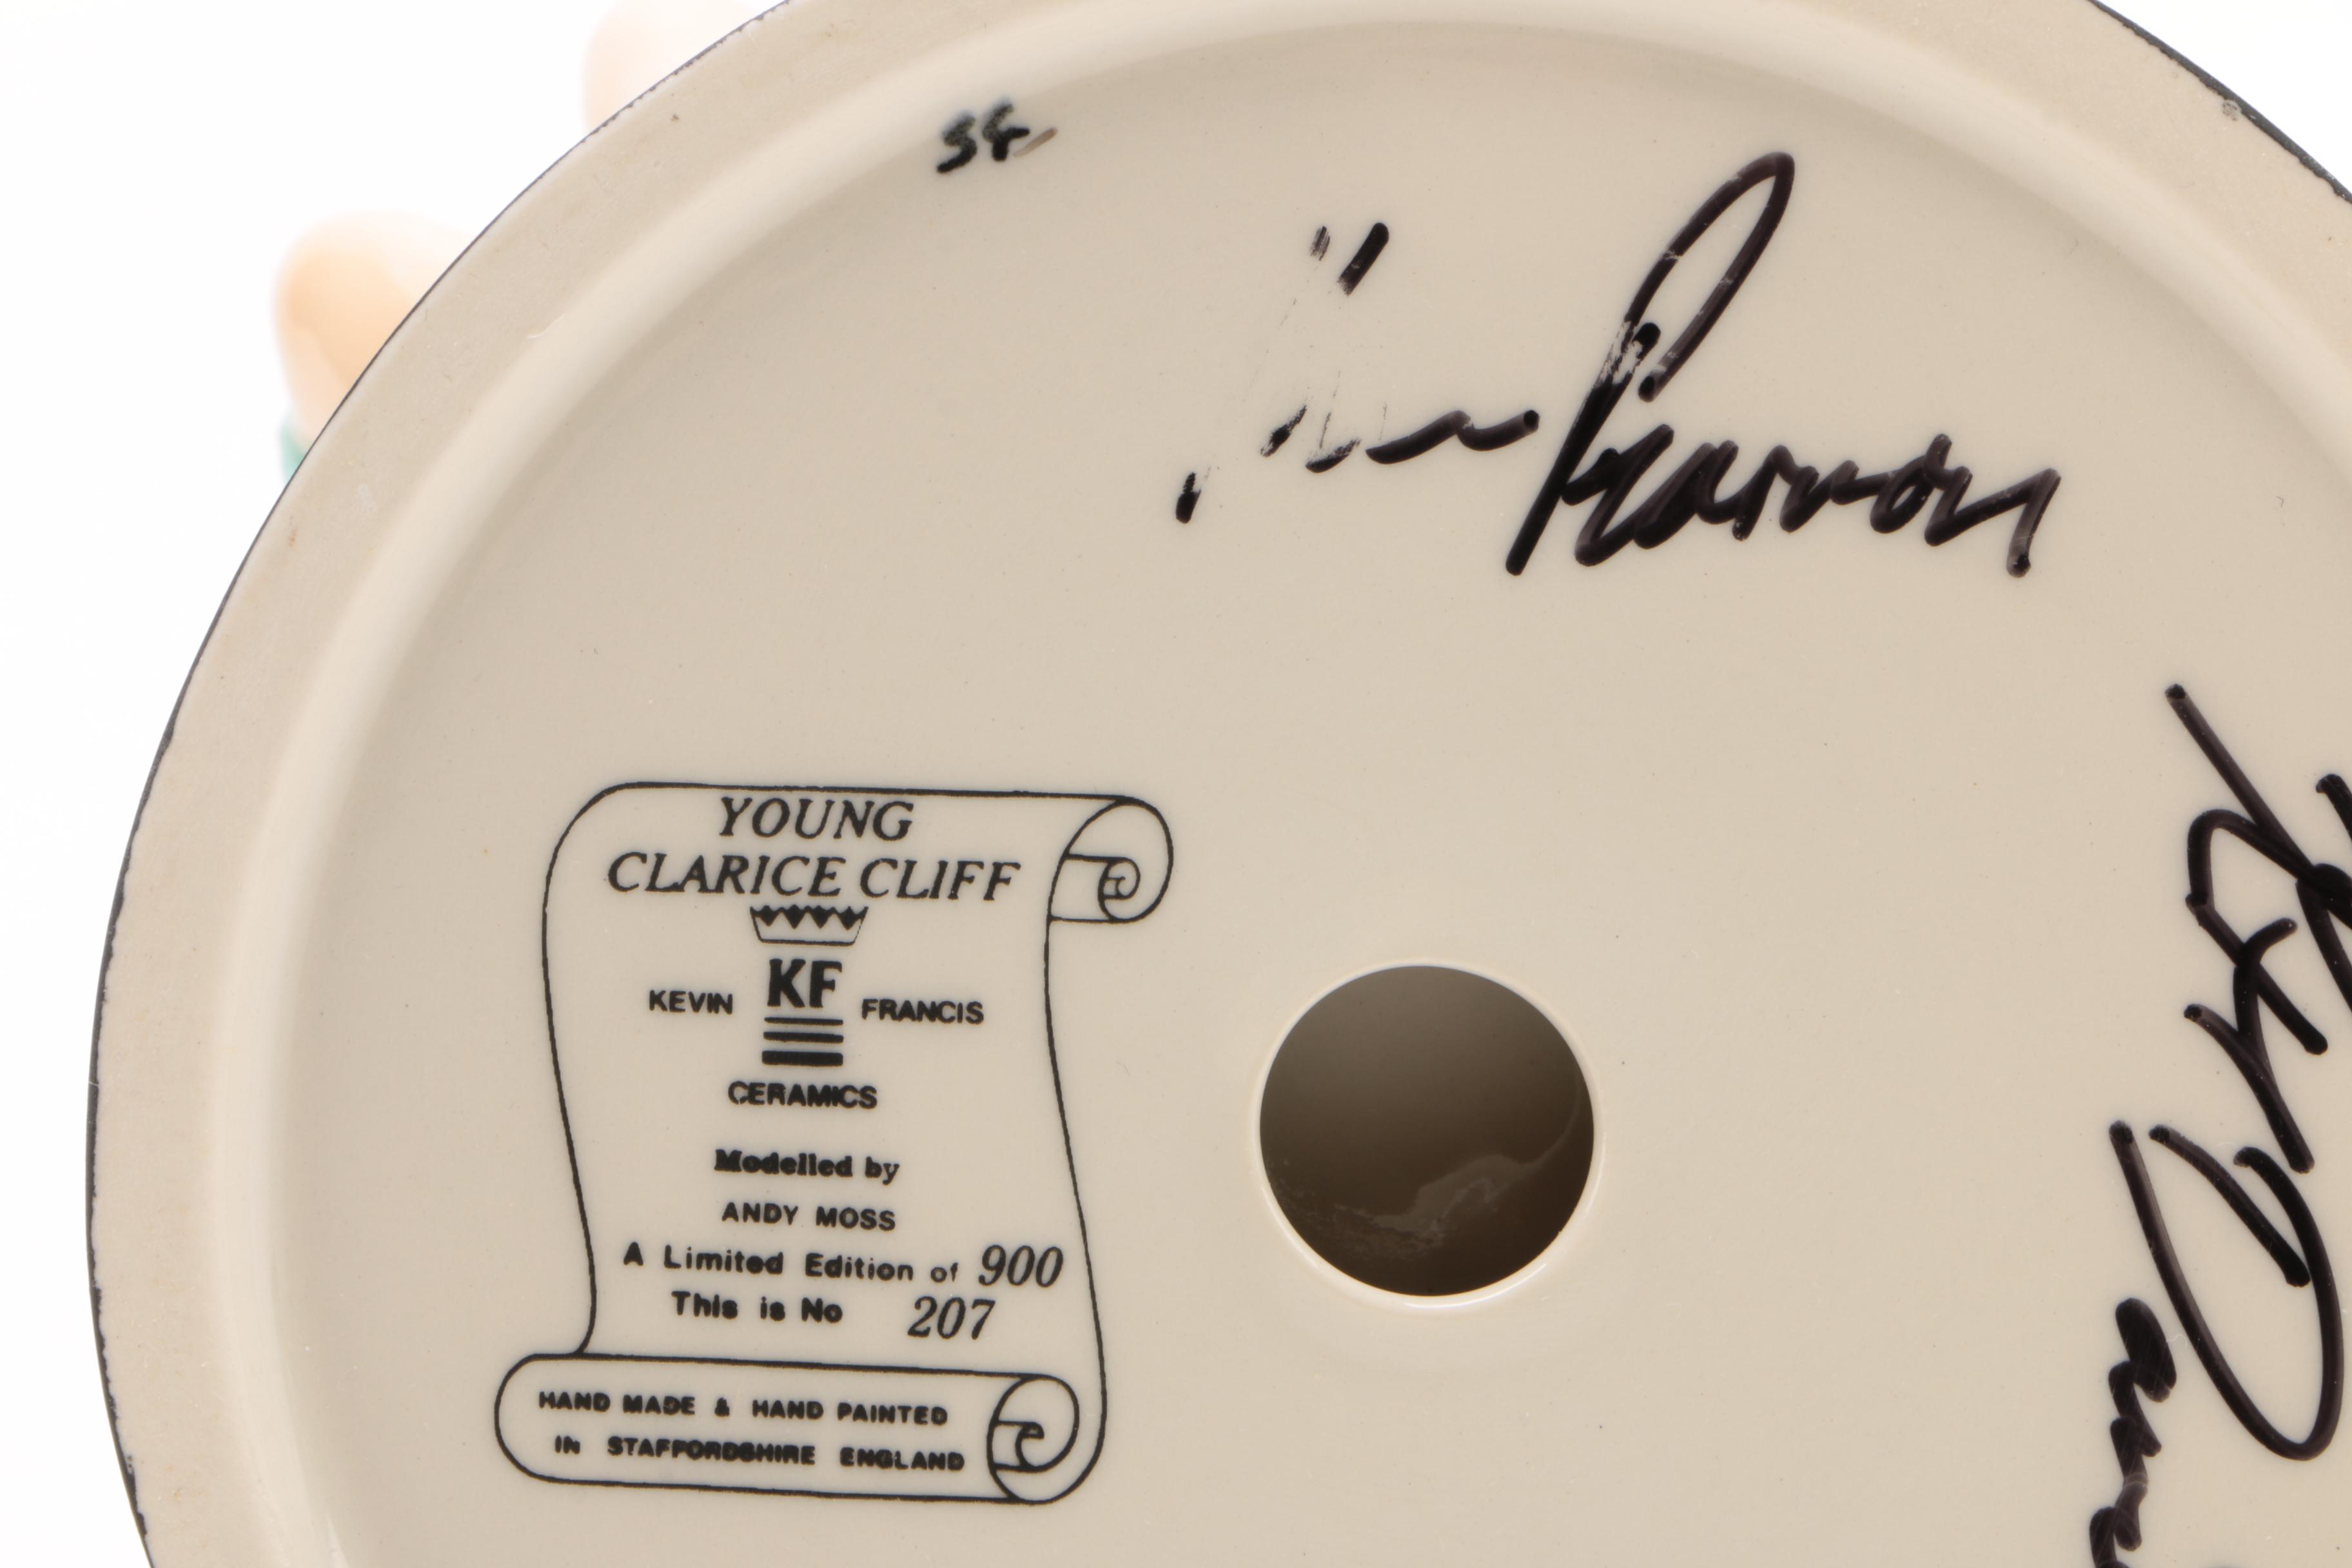 YOUNG
CLARICE CLIFF
KEVIN KF FRANCIS
CERAMICS
Modelled by
ANDY MOSS
A Limited Edition of 900
This is No 207
HAND MADE & HAND PAINTED
IN STAFFORDSHIRE ENGLAND